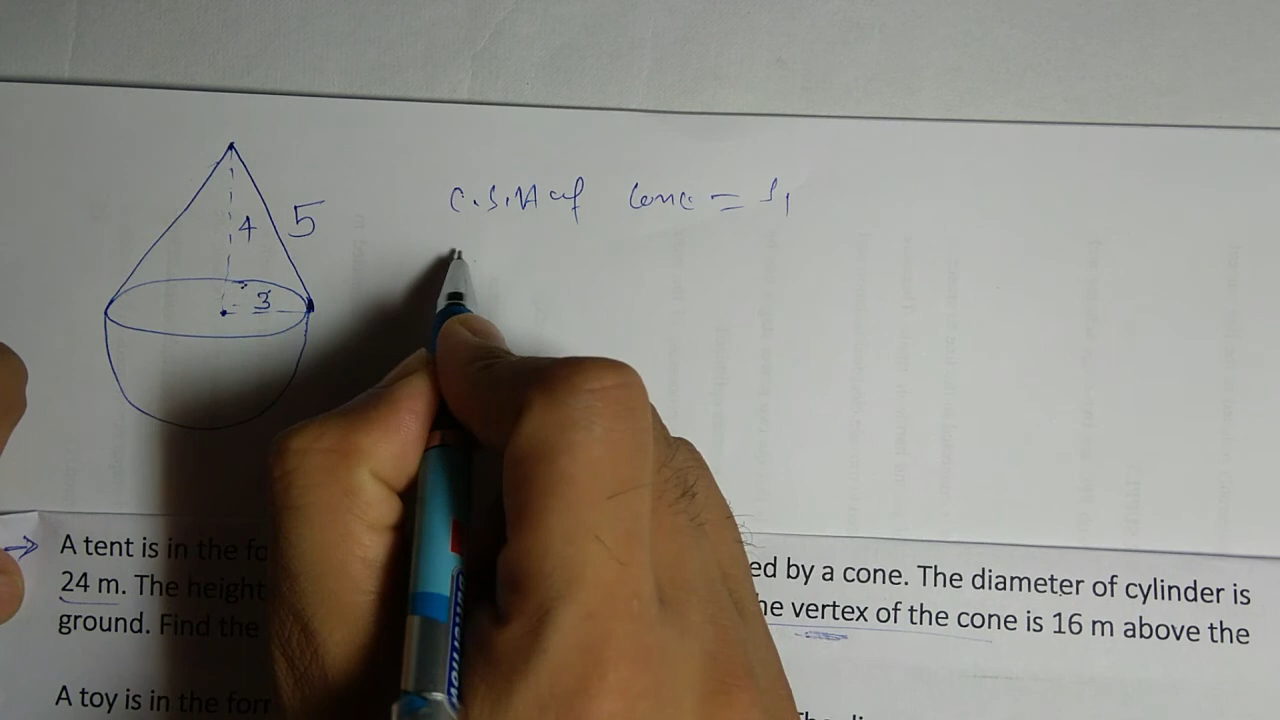 4 5
3
C.S.A of Cone = S1
A tent is in the fo
ed by a cone. The diameter of cylinder is
24 m. The height
he vertex of the cone is 16 m above the
ground. Find the
A toy is in the form